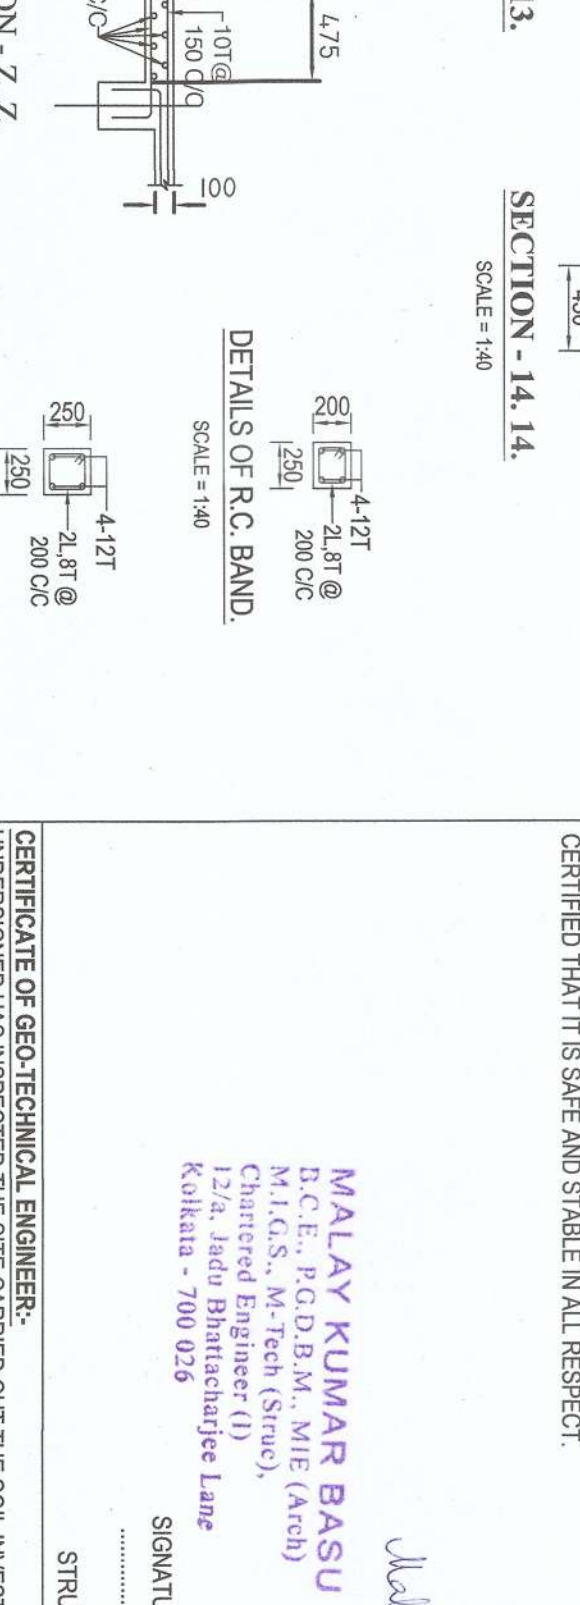 CERTIFIED THAT IT IS SAFE AND STABLE IN ALL RESPECT.
13.
SECTION - 14. 14.
SCALE = 1:40
475
10T@
150 C/C
C/C
100
200
250
4-12T
2L,8T @
200 C/C
DETAILS OF R.C. BAND.
SCALE = 1:40
250
250
4-12T
2L,8T @
200 C/C
MALAY KUMAR BASU
B.C.E., P.G.D.B.M., MIE (Arch)
M.I.G.S., M-Tech (Struc),
Chartered Engineer (I)
12/a, Jadu Bhattacharjee Lane
Kolkata - 700 026
CERTIFICATE OF GEO-TECHNICAL ENGINEER:-